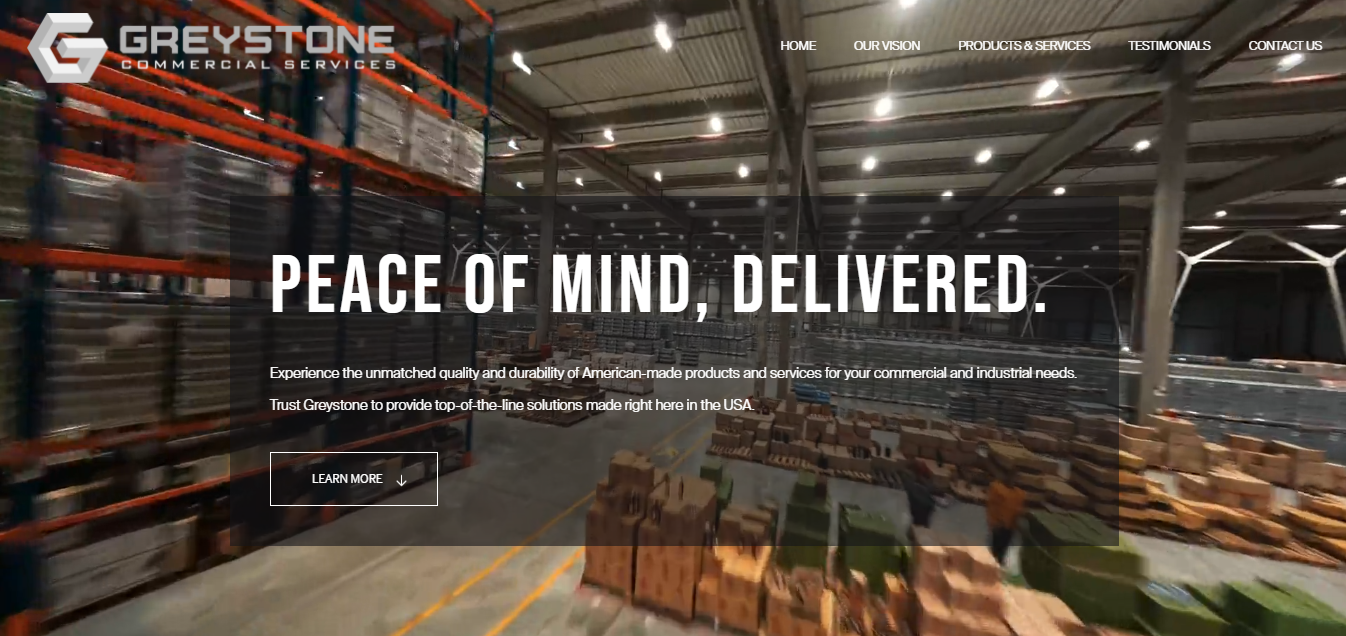 GREYSTONE
COMMERCIAL SERVICES
HOME OUR VISION PRODUCTS & SERVICES TESTIMONIALS CONTACT US
PEACE OF MIND, DELIVERED.
Experience the unmatched quality and durability of American-made products and services for your commercial and industrial needs.
Trust Greystone to provide top-of-the-line solutions made right here in the USA.
LEARN MORE ↓